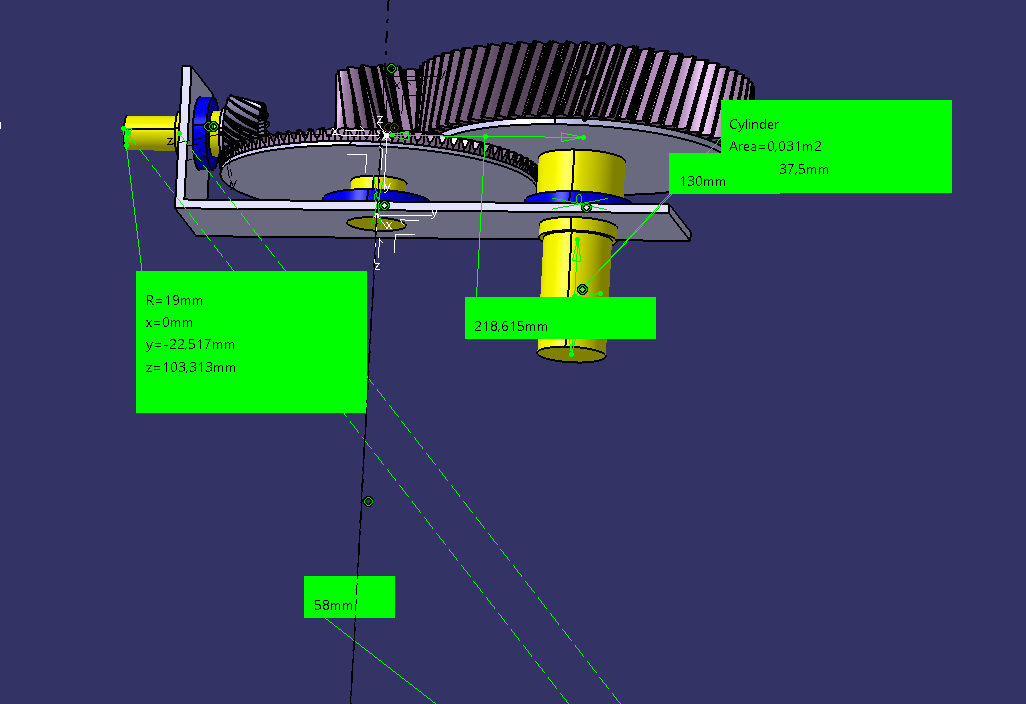 Cylinder
Area=0,031m2
37,5mm
130mm
R=19mm
x=0mm
y=-22,517mm
z=103,313mm
218,615mm
58mm
x
z
y
z
y
y
x
z